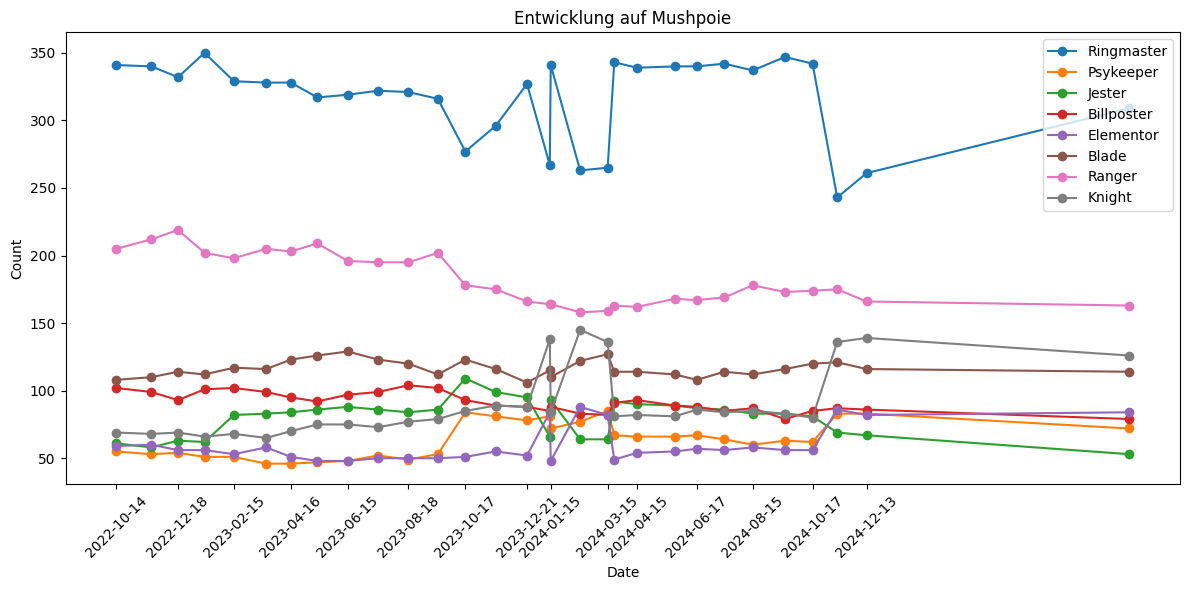 Entwicklung auf Mushpoie
Count
350
300
250
200
150
100
50
Ringmaster
Psykeeper
Jester
Billposter
Elementor
Blade
Ranger
Knight
2022-10-14
2022-12-18
2023-02-15
2023-04-16
2023-06-15
2023-08-18
2023-10-17
2023-12-21
2024-01-15
2024-03-15
2024-04-15
2024-06-17
2024-08-15
2024-10-17
2024-12-13
Date